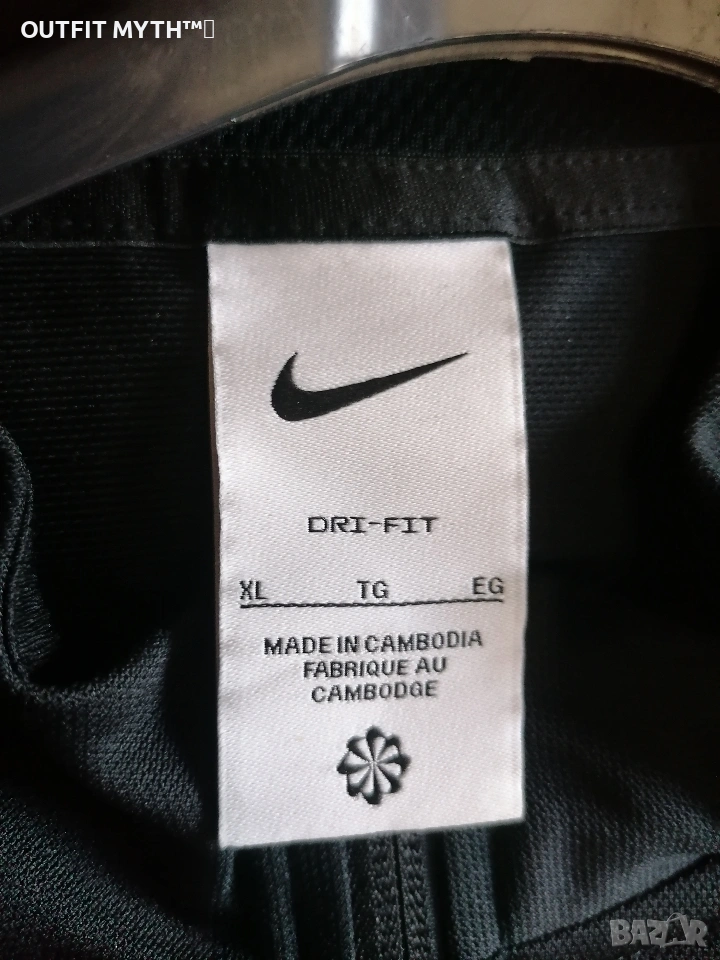 OUTFIT MYTH™
DRI-FIT
XL TG EG
MADE IN CAMBODIA
FABRIQUE AU
CAMBODGE
BAZAR